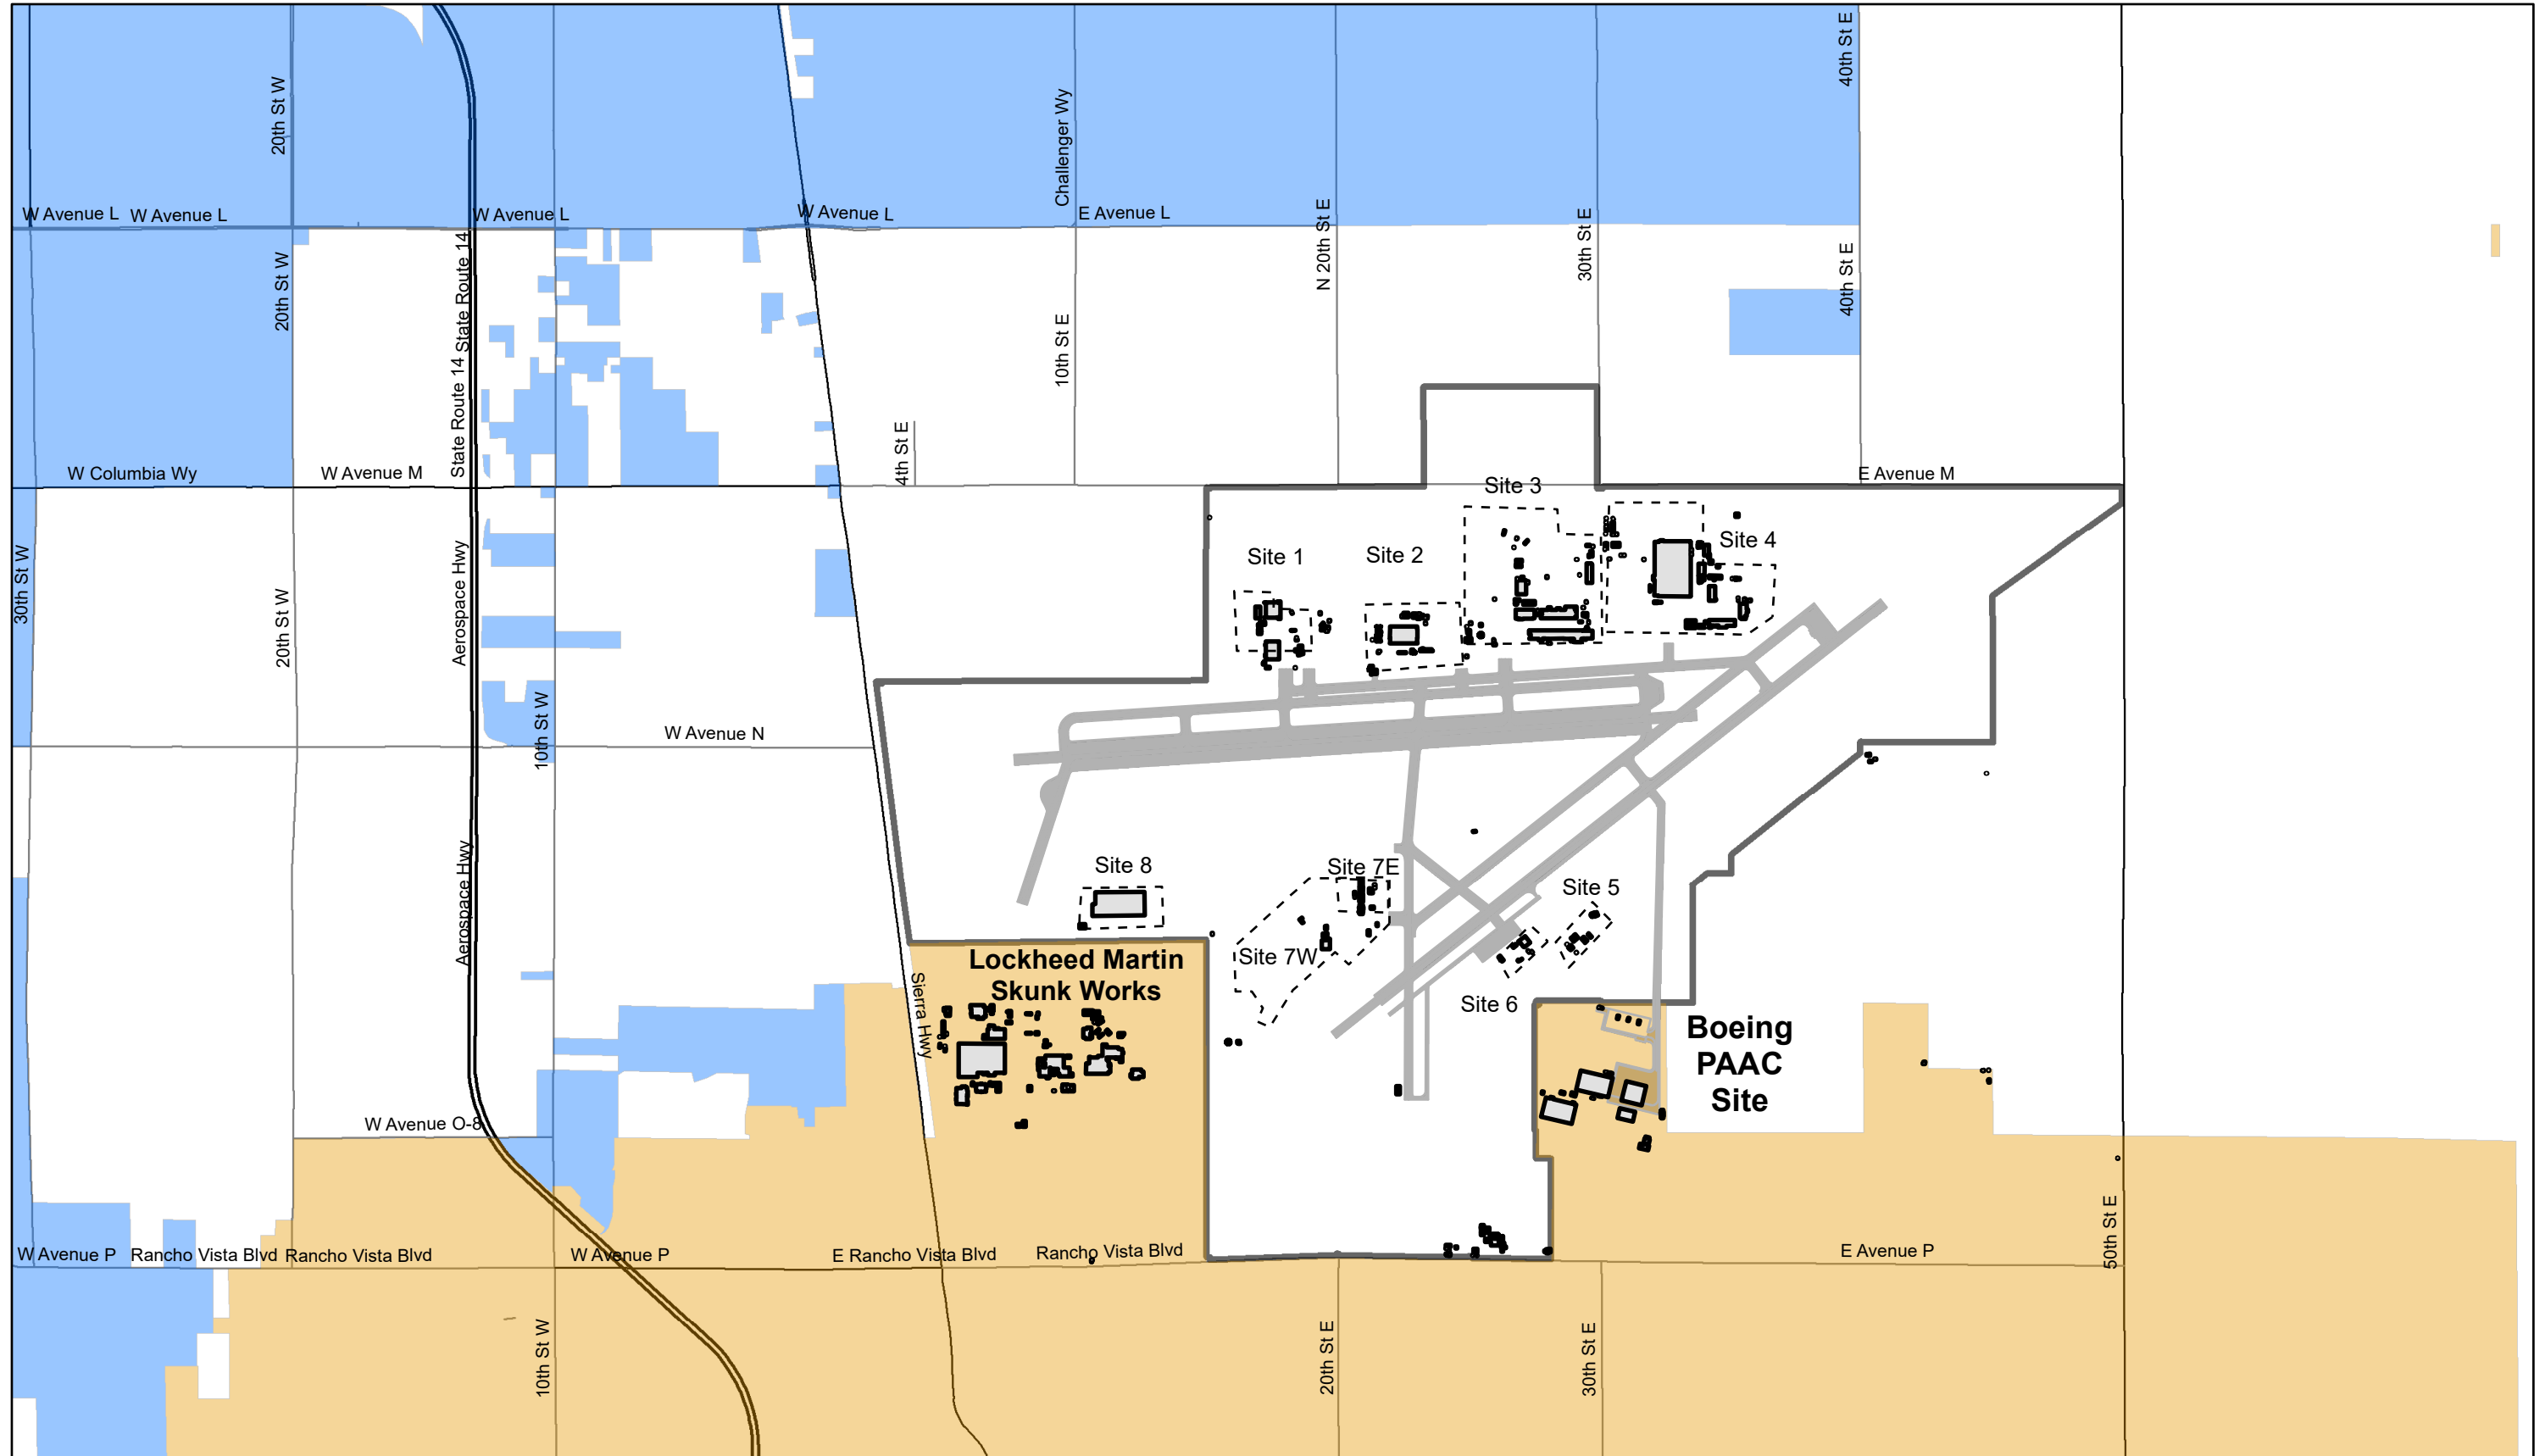 20th St W
Challenger Wy
40th St E
W Avenue L
W Avenue L
W Avenue L
W Avenue L
E Avenue L
20th St W
State Route 14
N 20th St E
30th St E
40th St E
10th St E
State Route 14
4th St E
W Columbia Wy
W Avenue M
E Avenue M
Site 3
Site 4
Site 1
Site 2
30th St W
20th St W
Aerospace Hwy
10th St W
W Avenue N
Aerospace Hwy
Site 8
Site 7E
Site 5
Site 7W
Lockheed Martin
Skunk Works
Site 6
Sierra Hwy
Boeing
PAAC
Site
W Avenue O-8
W Avenue P
Rancho Vista Blvd
Rancho Vista Blvd
W Avenue P
E Rancho Vista Blvd
Rancho Vista Blvd
E Avenue P
50th St E
10th St W
20th St E
30th St E